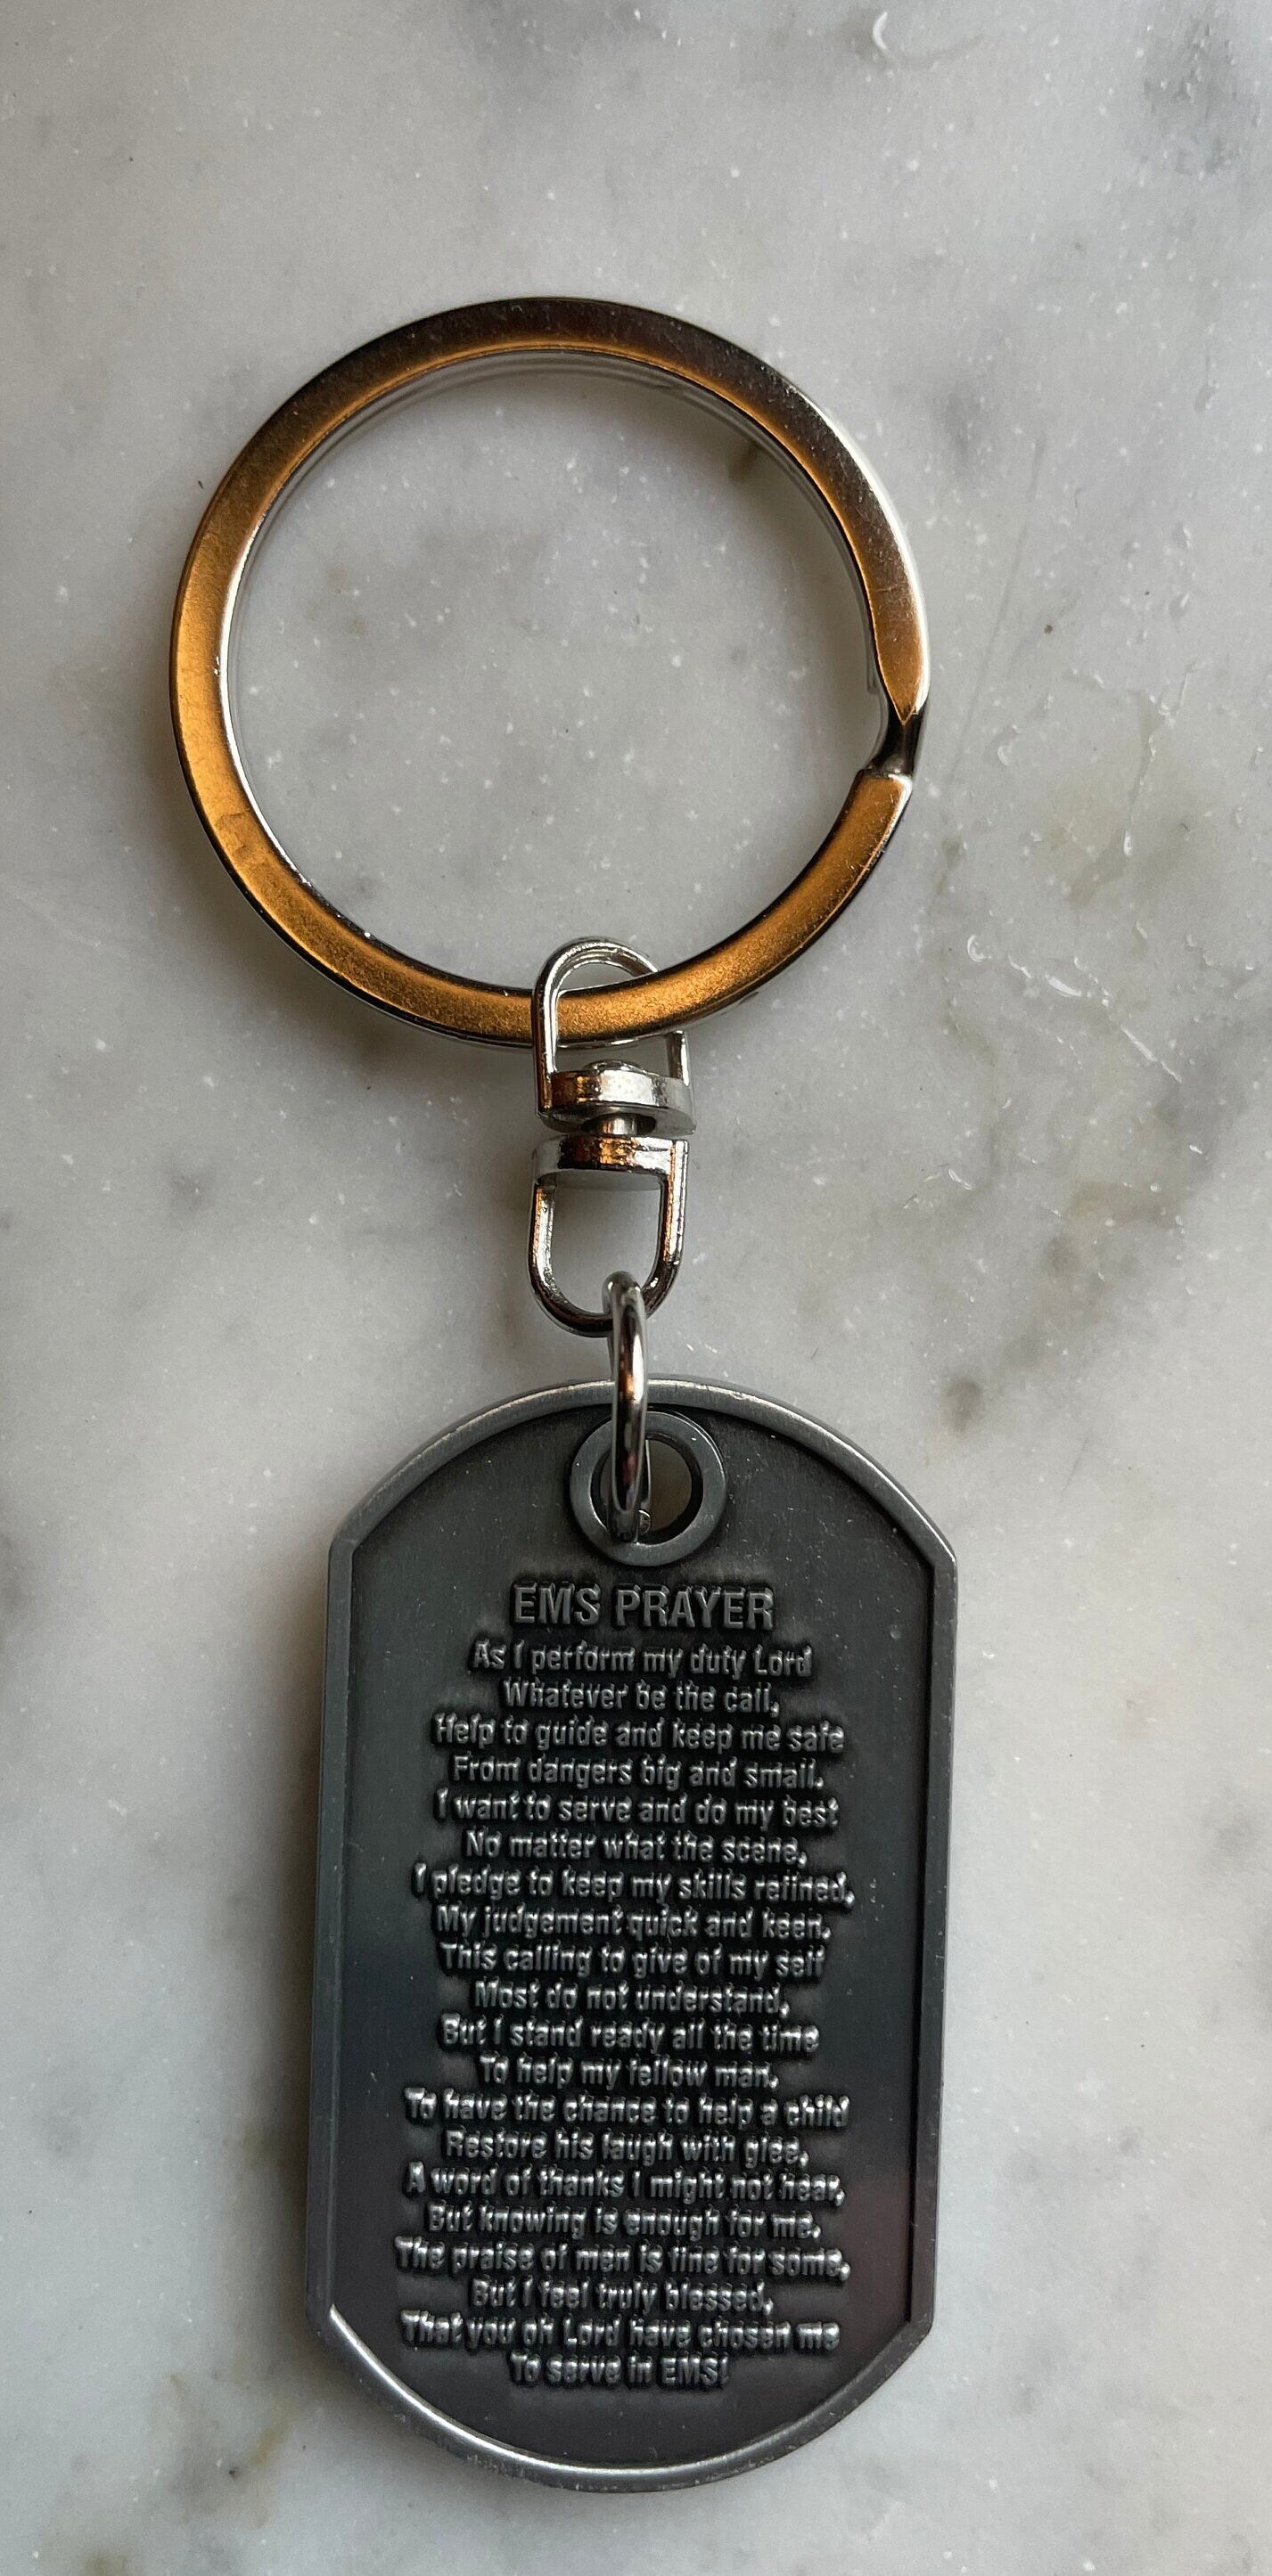 EMS PRAYER
As I perform my duty Lord
Whatever be the call,
Help to guide and keep me safe
From dangers big and small.
I want to serve and do my best
No matter what the scene,
I pledge to keep my skills refined,
My judgement quick and keen.
This calling to give of my self
Most do not understand,
But I stand ready all the time
To help my fellow man.
To have the chance to help a child
Restore his laugh with glee,
A word of thanks I might not hear,
But knowing is enough for me.
The praise of men is fine for some,
But I feel truly blessed,
That you oh Lord have chosen me
To serve in EMS!